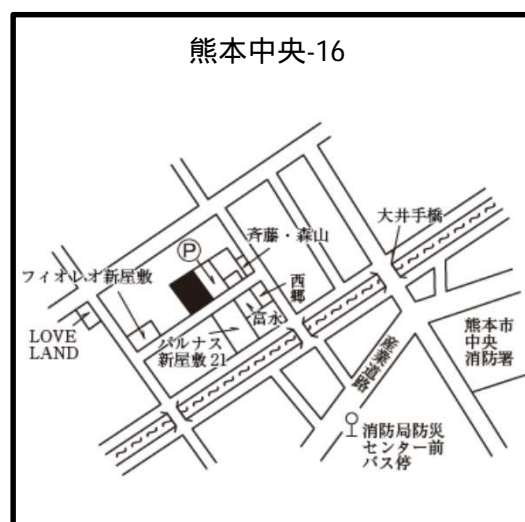 熊本中央-16
大井手橋
斉藤・森山
P
西
郷
フィオレオ新屋敷
富永
LOVE
LAND
パルナス
新屋敷21
熊本市
中央
消防署
産業道路
消防局防災
センター前
バス停